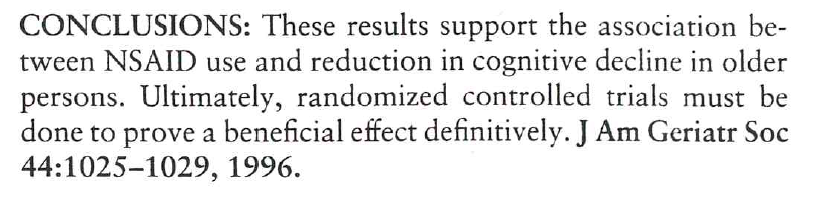 CONCLUSIONS: These results support the association be-
tween NSAID use and reduction in cognitive decline in older
persons. Ultimately, randomized controlled trials must be
done to prove a beneficial effect definitively. J Am Geriatr Soc
44:1025–1029, 1996.